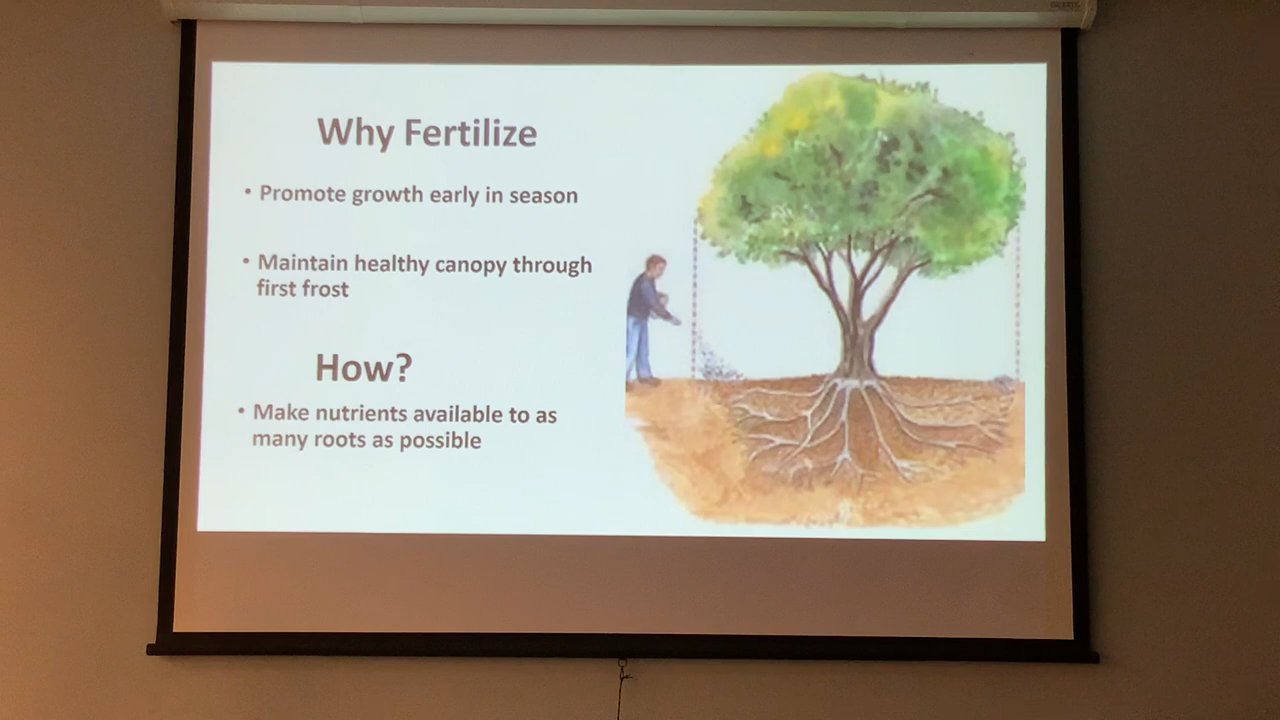 Why Fertilize
• Promote growth early in season
• Maintain healthy canopy through
first frost
How?
• Make nutrients available to as
many roots as possible